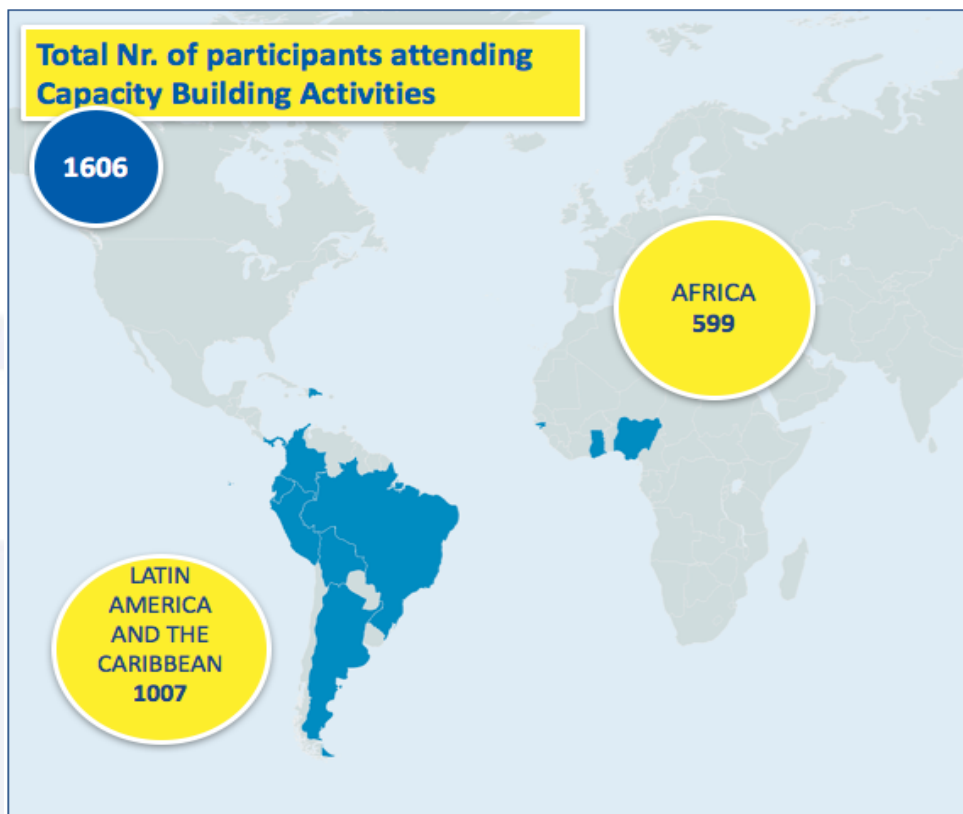 Total Nr. of participants attending
Capacity Building Activities
1606
AFRICA
599
LATIN
AMERICA
AND THE
CARIBBEAN
1007